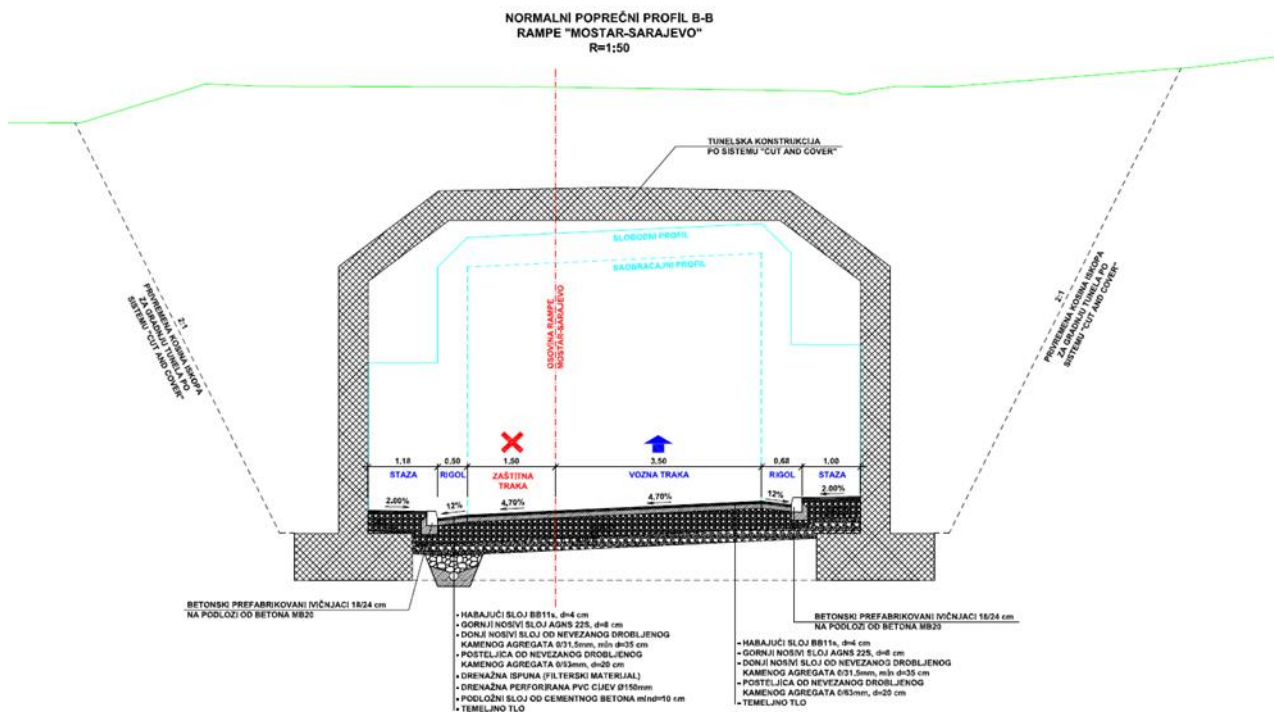 NORMALNI POPREČNI PROFIL B-B
RAMPE "MOSTAR-SARAJEVO"
R=1:50
TUNELSKA KONSTRUKCIJA
PO SISTEMU "CUT AND COVER"
SLOBODNI PROFIL
SAOBRAĆAJNI PROFIL
2:1
PRIVREMENA KOSINA ISKOPA
ZA GRADNJU TUNELA PO
SISTEMU "CUT AND COVER"
OSOVINA RAMPE
MOSTAR-SARAJEVO
2:1
PRIVREMENA KOSINA ISKOPA
ZA GRADNJU TUNELA PO
SISTEMU "CUT AND COVER"
1,18 0,50 1,50 3,50 0,68 1,00
STAZA RIGOL ZAŠTITNA TRAKA VOZNA TRAKA RIGOL STAZA
2.00% 12% 4,70% 4,70% 12% 2.00%
BETONSKI PREFABRIKOVANI IVIČNJACI 18/24 cm
NA PODLOZI OD BETONA MB20
- HABAJUĆI SLOJ BB11s, d=4 cm
- GORNJI NOSIVI SLOJ AGNS 22S, d=8 cm
- DONJI NOSIVI SLOJ OD NEVEZANOG DROBLJENOG
KAMENOG AGREGATA 0/31,5mm, min d=35 cm
- POSTELJICA OD NEVEZANOG DROBLJENOG
KAMENOG AGREGATA 0/63mm, d=20 cm
- DRENAŽNA ISPUNA (FILTERSKI MATERIJAL)
- DRENAŽNA PERFORIRANA PVC CIJEV Ø150mm
- PODLOŽNI SLOJ OD CEMENTNOG BETONA mind=10 cm
- TEMELJNO TLO
BETONSKI PREFABRIKOVANI IVIČNJACI 18/24 cm
NA PODLOZI OD BETONA MB20
- HABAJUĆI SLOJ BB11s, d=4 cm
- GORNJI NOSIVI SLOJ AGNS 22S, d=8 cm
- DONJI NOSIVI SLOJ OD NEVEZANOG DROBLJENOG
KAMENOG AGREGATA 0/31,5mm, min d=35 cm
- POSTELJICA OD NEVEZANOG DROBLJENOG
KAMENOG AGREGATA 0/63mm, d=20 cm
- TEMELJNO TLO